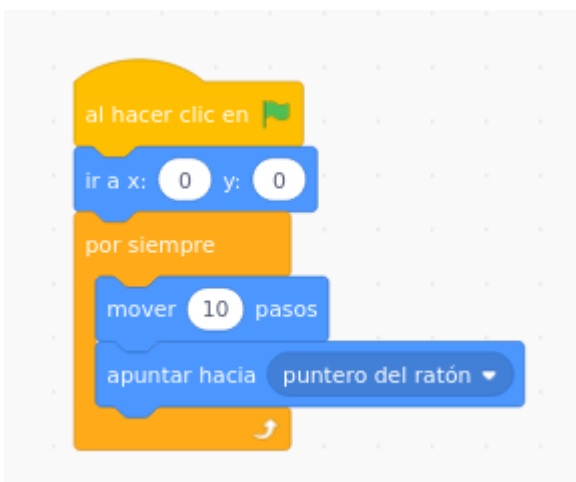 al hacer clic en
ir a x: 0 y: 0
por siempre
mover 10 pasos
apuntar hacia puntero del ratón